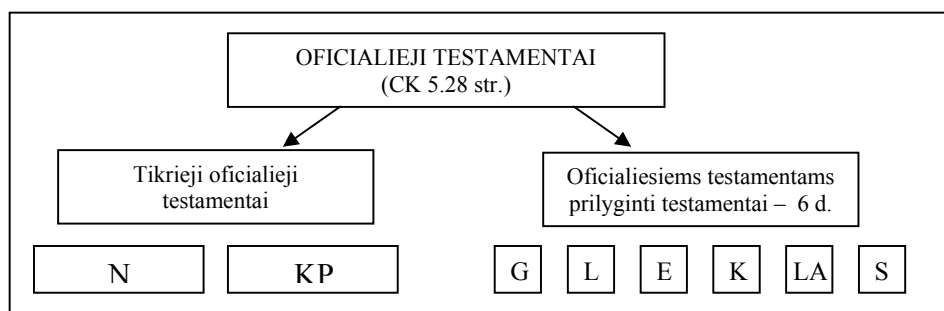 OFICIALIEJI TESTAMENTAI
(CK 5.28 str.)
Tikrieji oficialieji
testamentai
Oficialiesiems testamentams
prilyginti testamentai – 6 d.
N KP G L E K LA S